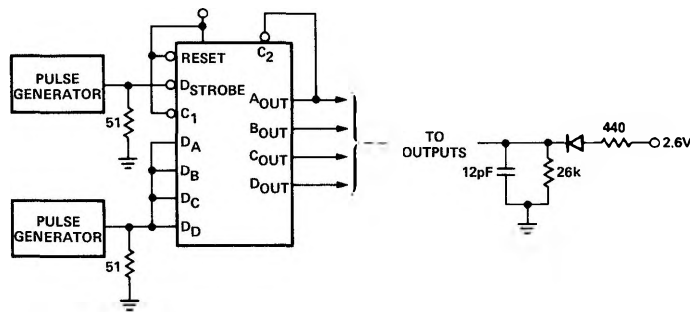 PULSE
GENERATOR
51
PULSE
GENERATOR
51
RESET
DSTROBE
C1
DA
DB
DC
DD
C2
AOUT
BOUT
COUT
DOUT
TO
OUTPUTS
12pF
26k
440
2.6V